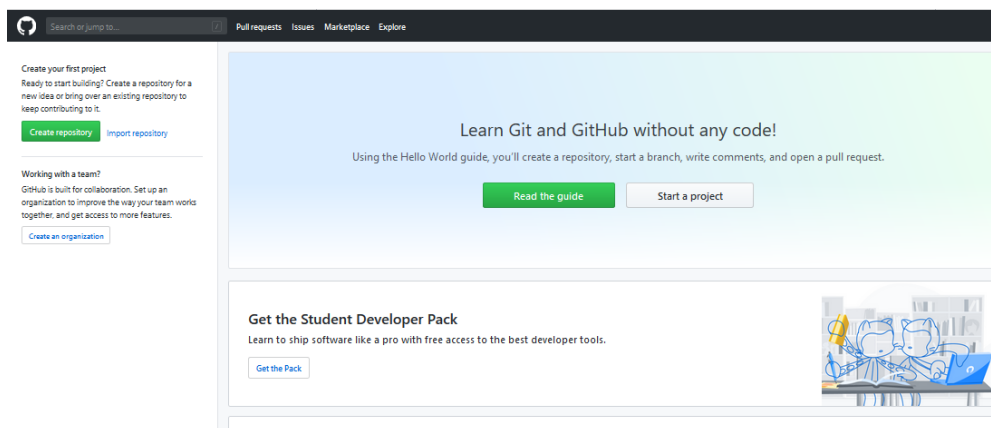 Search or jump to... /
Pull requests Issues Marketplace Explore
Create your first project
Ready to start building? Create a repository for a
new idea or bring over an existing repository to
keep contributing to it.
Create repository Import repository
Working with a team?
GitHub is built for collaboration. Set up an
organization to improve the way your team works
together, and get access to more features.
Create an organization
Learn Git and GitHub without any code!
Using the Hello World guide, you'll create a repository, start a branch, write comments, and open a pull request.
Read the guide Start a project
Get the Student Developer Pack
Learn to ship software like a pro with free access to the best developer tools.
Get the Pack